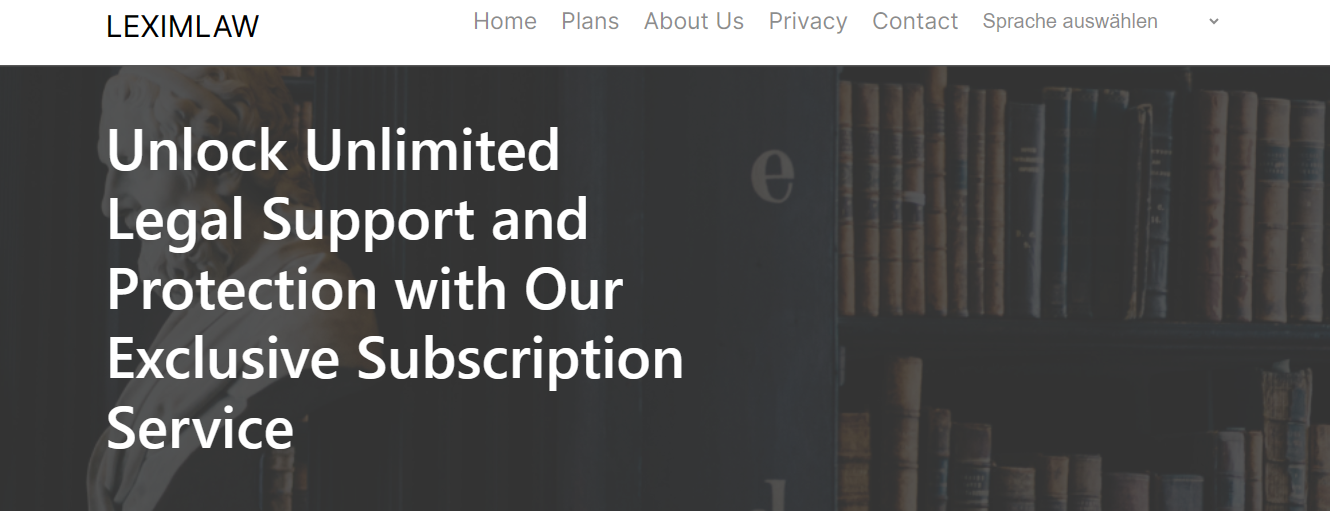 LEXIMLAW
Home Plans About Us Privacy Contact Sprache auswählen
Unlock Unlimited
Legal Support and
Protection with Our
Exclusive Subscription
Service
e